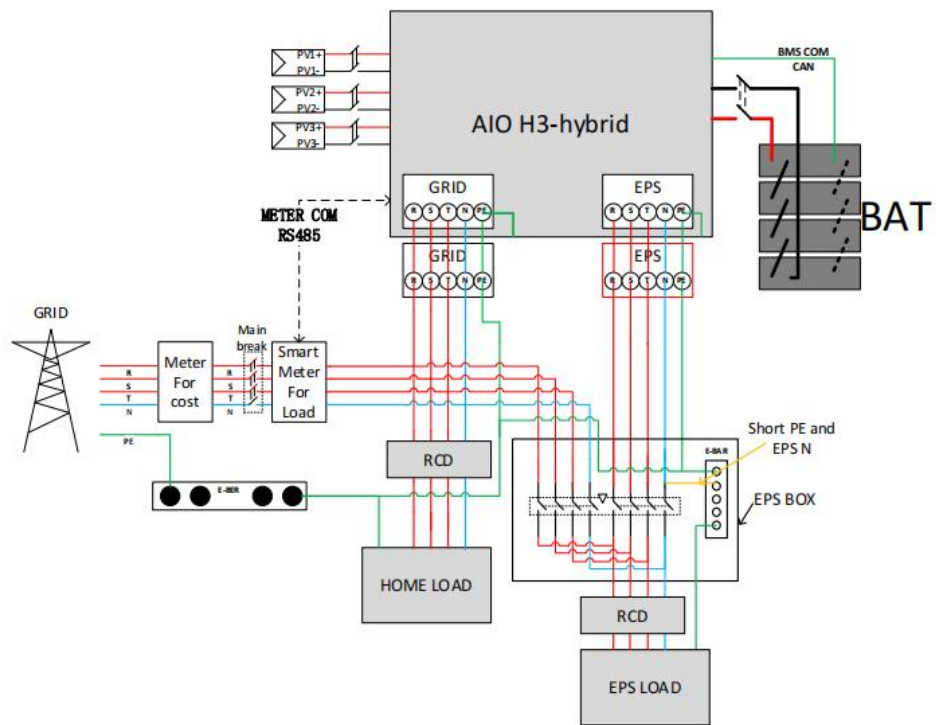 PV1+
PV1-
PV2+
PV2-
PV3+
PV3-
AIO H3-hybrid
BMS COM
CAN
BAT
GRID
R S T N PE
EPS
R S T N PE
METER COM
RS485
GRID
R S T N PE
EPS
R S T N PE
GRID
Meter
For
cost
Main
break
Smart
Meter
For
Load
R
S
T
N
PE
R
S
T
N
E-BER
RCD
HOME LOAD
Short PE and
EPS N
E-BAR
EPS BOX
RCD
EPS LOAD